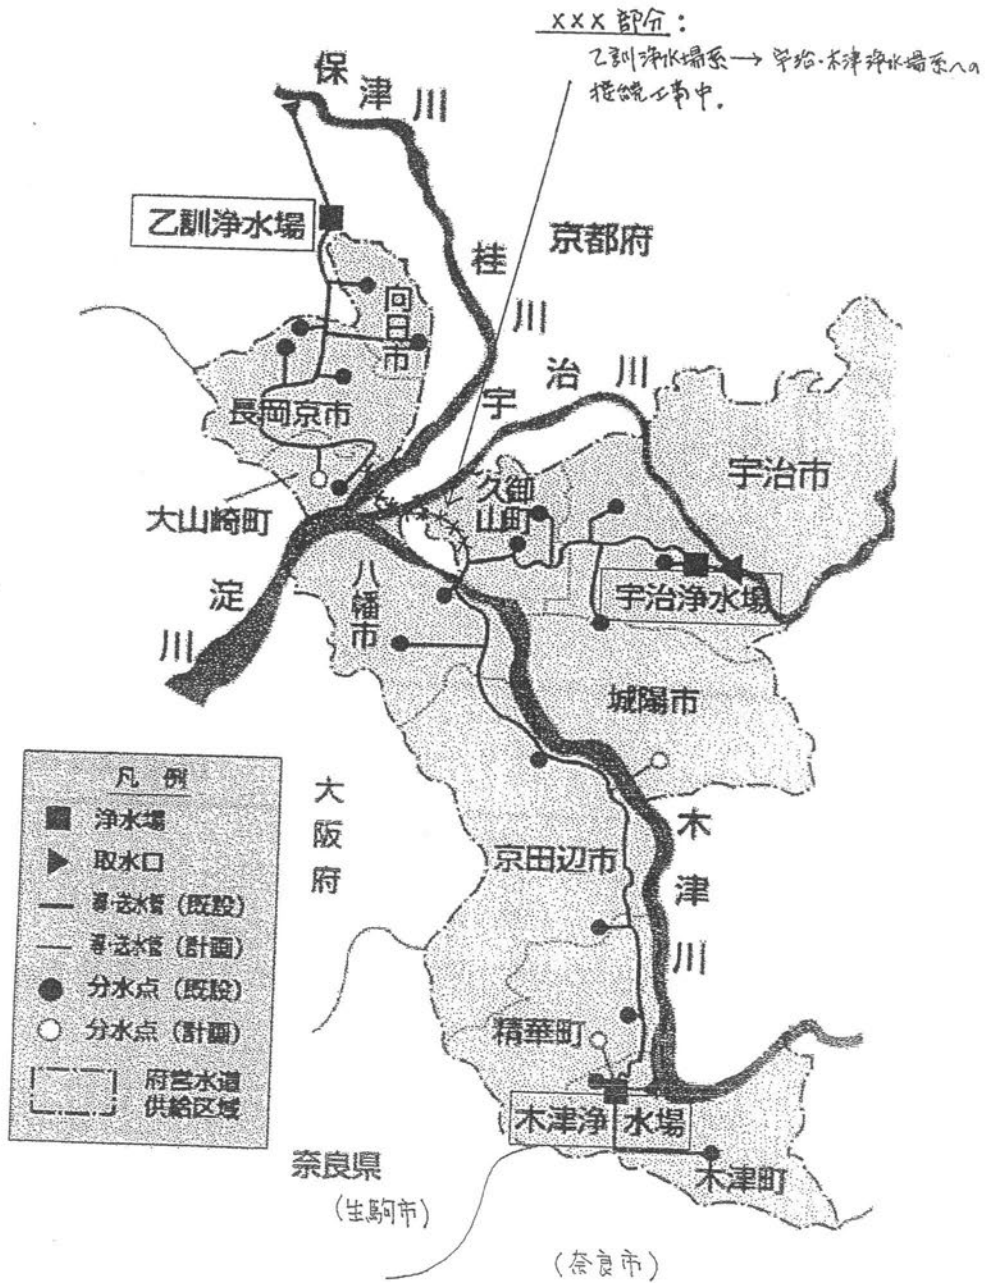 ××× 部分：
乙訓浄水場系→宇治・木津浄水場系への
接続工事中.
保津川
乙訓浄水場
京都府
桂川
向日市
宇治川
長岡京市
宇治市
久御
山町
大山崎町
八幡市
宇治浄水場
淀川
城陽市
凡 例
浄水場
取水口
導・送水管（既設）
導・送水管（計画）
分水点（既設）
分水点（計画）
府営水道
供給区域
大阪府
木津川
京田辺市
精華町
木津浄水場
奈良県
(生駒市)
木津町
(奈良市)